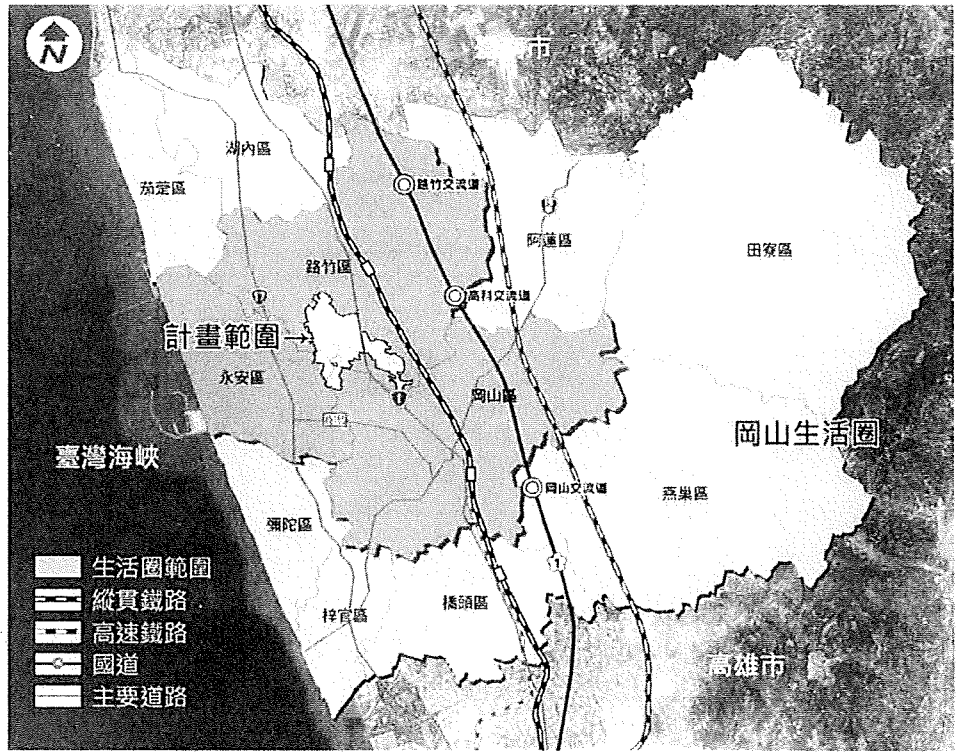 N
市
湖內區
茄萣區
路竹交流道
阿蓮區
田寮區
路竹區
高科交流道
17
計畫範圍→
永安區
岡山區
1
岡山生活圈
臺灣海峽
岡山交流道
燕巢區
彌陀區
1
梓官區
橋頭區
高雄市
生活圈範圍
縱貫鐵路
高速鐵路
國道
主要道路